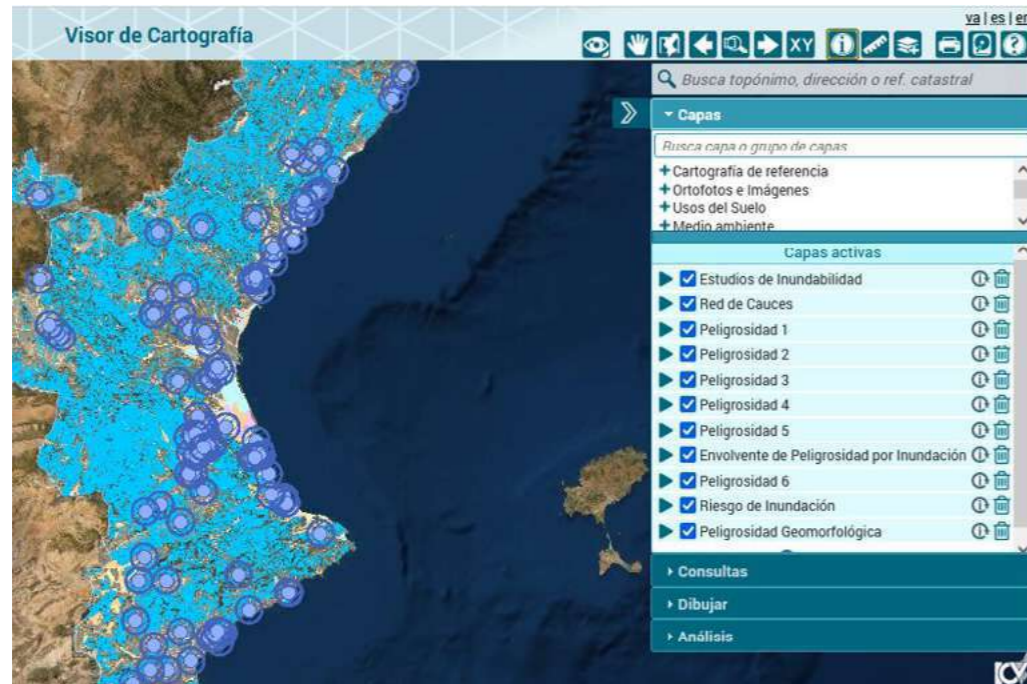 va | es | en
Visor de Cartografía
XY
Busca topónimo, dirección o ref. catastral
Capas
Busca capa o grupo de capas
Cartografía de referencia
Ortofotos e Imágenes
Usos del Suelo
Medio ambiente
Capas activas
Estudios de Inundabilidad
Red de Cauces
Peligrosidad 1
Peligrosidad 2
Peligrosidad 3
Peligrosidad 4
Peligrosidad 5
Envolvente de Peligrosidad por Inundación
Peligrosidad 6
Riesgo de Inundación
Peligrosidad Geomorfológica
Consultas
Dibujar
Análisis